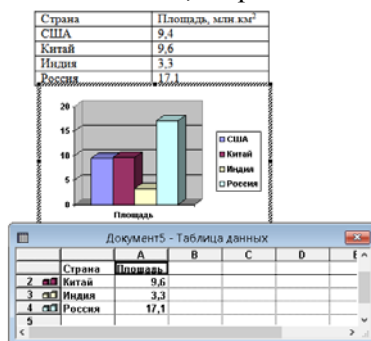 Страна Площадь, млн.км²
США 9,4
Китай 9,6
Индия 3,3
Россия 17,1
20
15
10
5
0
Площадь
США
Китай
Индия
Россия
Документ5 - Таблица данных
A B C D E
Страна Площадь
2 Китай 9,6
3 Индия 3,3
4 Россия 17,1
5